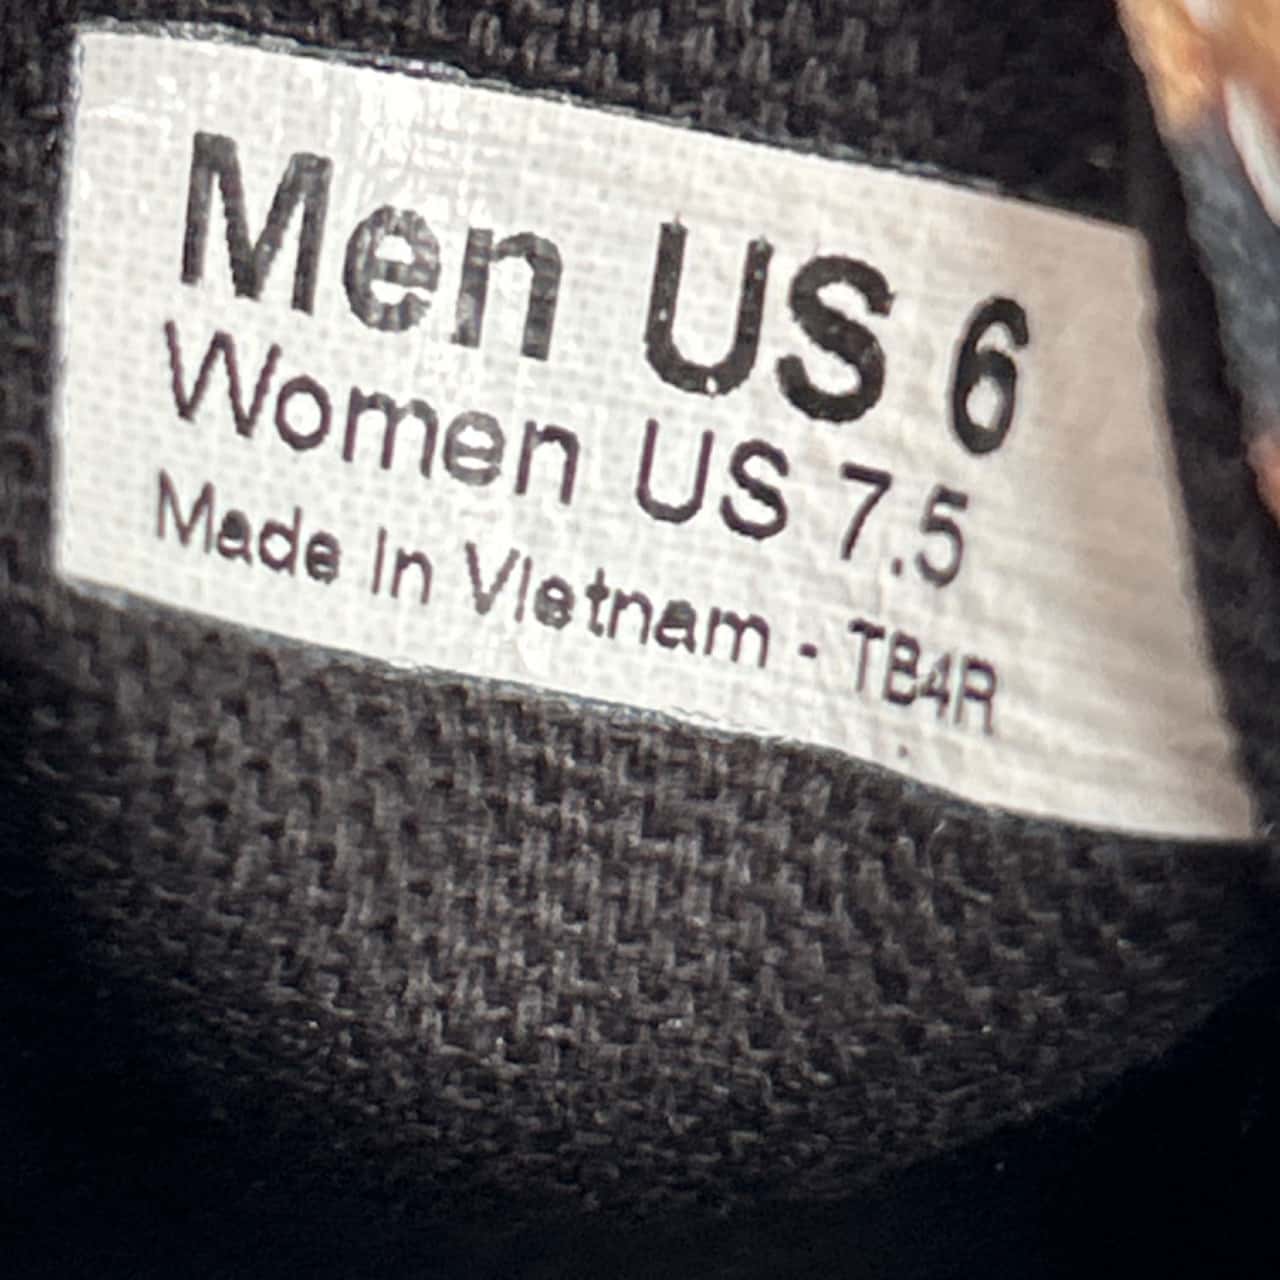 Men US 6
Women US 7.5
Made In Vietnam - TB4R